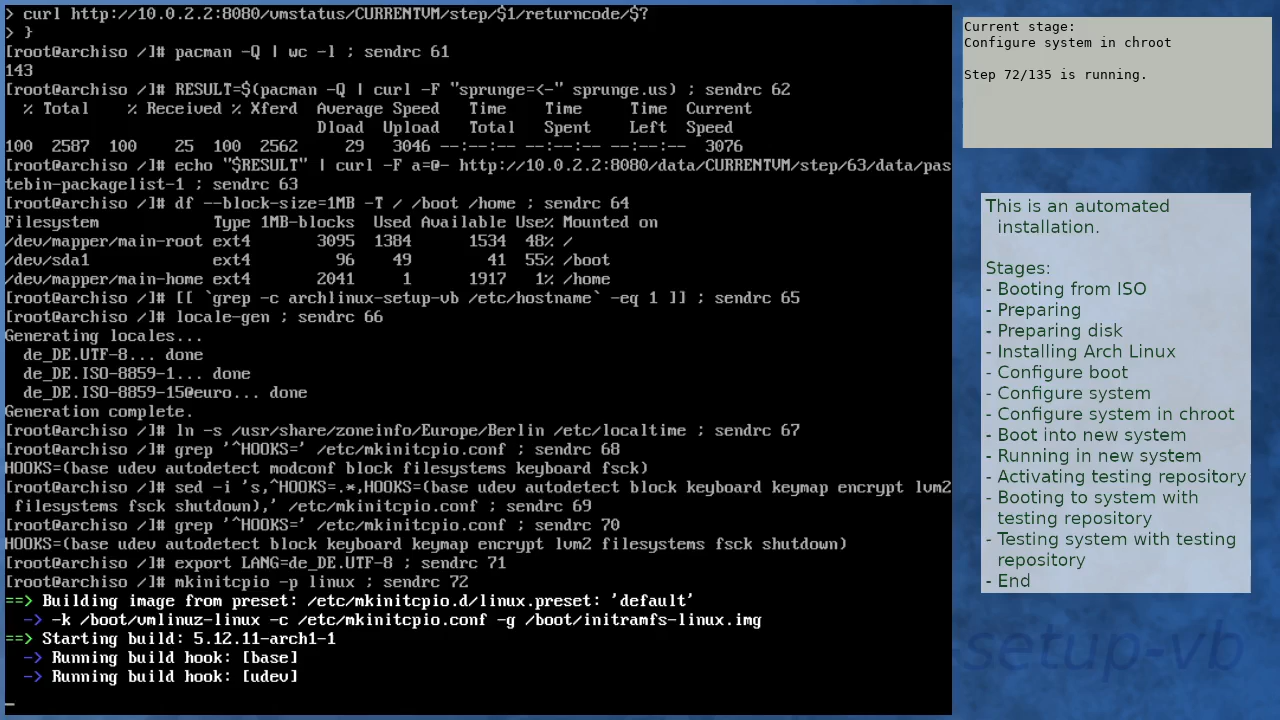 > curl http://10.0.2.2:8080/vmstatus/CURRENTVM/step/$1/returncode/$?
> }
[root@archiso /]# pacman -Q | wc -l ; sendrc 61
143
[root@archiso /]# RESULT=$(pacman -Q | curl -F "sprunge=<-" sprunge.us) ; sendrc 62
  % Total    % Received % Xferd  Average Speed   Time    Time     Time  Current
                                 Dload  Upload   Total   Spent    Left  Speed
100  2587  100    25  100  2562     29   3046 --:--:-- --:--:-- --:--:--  3076
[root@archiso /]# echo "$RESULT" | curl -F a=@- http://10.0.2.2:8080/data/CURRENTVM/step/63/data/pas
tebin-packagelist-1 ; sendrc 63
[root@archiso /]# df --block-size=1MB -T / /boot /home ; sendrc 64
Filesystem            Type 1MB-blocks  Used Available Use% Mounted on
/dev/mapper/main-root ext4       3095  1384      1534  48% /
/dev/sda1             ext4         96    49        41  55% /boot
/dev/mapper/main-home ext4       2041     1      1917   1% /home
[root@archiso /]# [[ `grep -c archlinux-setup-vb /etc/hostname` -eq 1 ]] ; sendrc 65
[root@archiso /]# locale-gen ; sendrc 66
Generating locales...
  de_DE.UTF-8... done
  de_DE.ISO-8859-1... done
  de_DE.ISO-8859-15@euro... done
Generation complete.
[root@archiso /]# ln -s /usr/share/zoneinfo/Europe/Berlin /etc/localtime ; sendrc 67
[root@archiso /]# grep '^HOOKS=' /etc/mkinitcpio.conf ; sendrc 68
HOOKS=(base udev autodetect modconf block filesystems keyboard fsck)
[root@archiso /]# sed -i 's,^HOOKS=.*,HOOKS=(base udev autodetect block keyboard keymap encrypt lvm2
 filesystems fsck shutdown),' /etc/mkinitcpio.conf ; sendrc 69
[root@archiso /]# grep '^HOOKS=' /etc/mkinitcpio.conf ; sendrc 70
HOOKS=(base udev autodetect block keyboard keymap encrypt lvm2 filesystems fsck shutdown)
[root@archiso /]# export LANG=de_DE.UTF-8 ; sendrc 71
[root@archiso /]# mkinitcpio -p linux ; sendrc 72
==> Building image from preset: /etc/mkinitcpio.d/linux.preset: 'default'
  -> -k /boot/vmlinuz-linux -c /etc/mkinitcpio.conf -g /boot/initramfs-linux.img
==> Starting build: 5.12.11-arch1-1
  -> Running build hook: [base]
  -> Running build hook: [udev]
_
Current stage:
Configure system in chroot
Step 72/135 is running.
This is an automated
installation.
Stages:
- Booting from ISO
- Preparing
- Preparing disk
- Installing Arch Linux
- Configure boot
- Configure system
- Configure system in chroot
- Boot into new system
- Running in new system
- Activating testing repository
- Booting to system with
testing repository
- Testing system with testing
repository
- End
-setup-vb